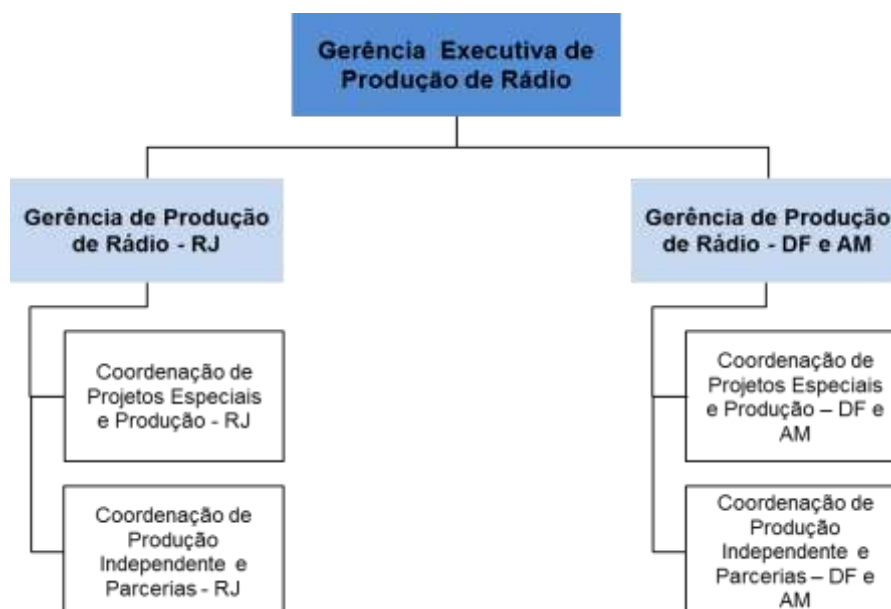 Gerência Executiva de
Produção de Rádio
Gerência de Produção
de Rádio - RJ
Gerência de Produção
de Rádio - DF e AM
Coordenação de
Projetos Especiais
e Produção - RJ
Coordenação de
Projetos Especiais
e Produção – DF e
AM
Coordenação de
Produção
Independente e
Parcerias - RJ
Coordenação de
Produção
Independente e
Parcerias – DF e
AM